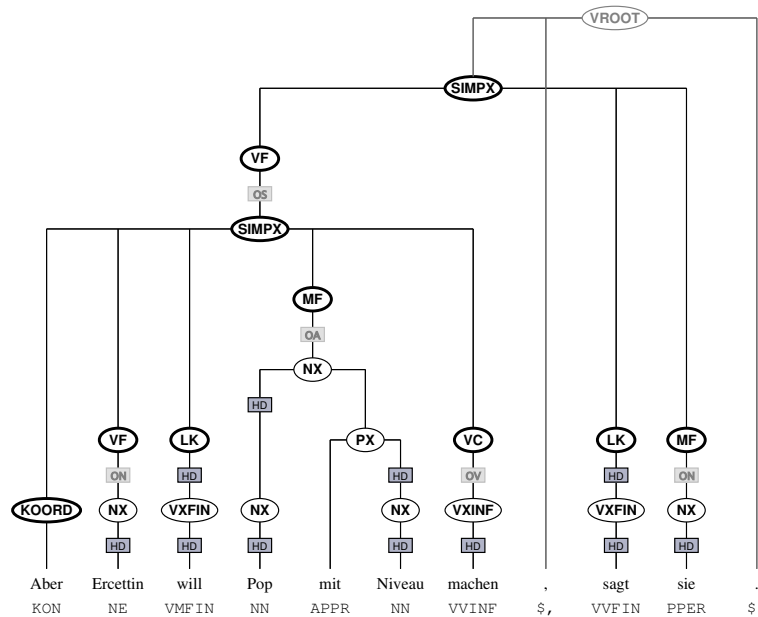 VROOT
SIMPX
VF
OS
SIMPX
MF
OA
NX
HD
VF LK PX VC LK MF
ON HD HD OV HD ON
KOORD NX VXFIN NX NX VXINF VXFIN NX
HD HD HD HD HD HD HD
Aber Ercettin will Pop mit Niveau machen , sagt sie .
KON NE VMFIN NN APPR NN VVINF $, VVFIN PPER $